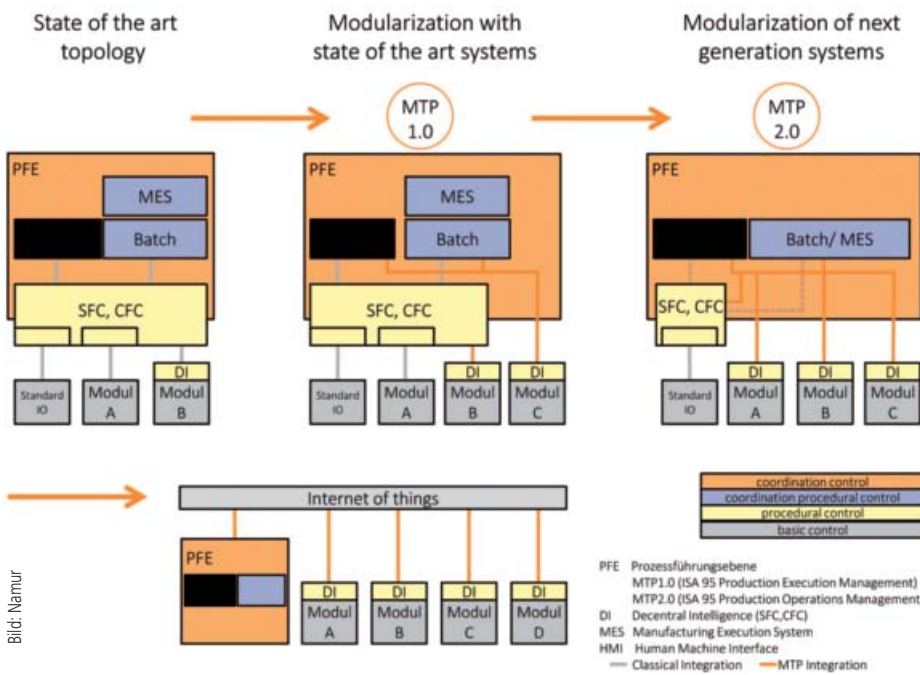 State of the art
topology
Modularization with
state of the art systems
Modularization of next
generation systems
MTP
1.0
MTP
2.0
PFE
MES
Batch
SFC, CFC
DI
Standard
IO
Modul
A
Modul
B
PFE
MES
Batch
SFC, CFC
DI
DI
Standard
IO
Modul
A
Modul
B
Modul
C
PFE
Batch/ MES
SFC, CFC
DI
DI
DI
Standard
IO
Modul
A
Modul
B
Modul
C
Internet of things
PFE
DI
DI
DI
DI
Modul
A
Modul
B
Modul
C
Modul
D
coordination control
coordination procedural control
procedural control
basic control
PFE Prozessführungsebene
MTP1.0 (ISA 95 Production Execution Management)
MTP2.0 (ISA 95 Production Operations Management
DI Decentral Intelligence (SFC,CFC)
MES Manufacturing Execution System
HMI Human Machine Interface
Classical Integration MTP Integration
Bild: Namur